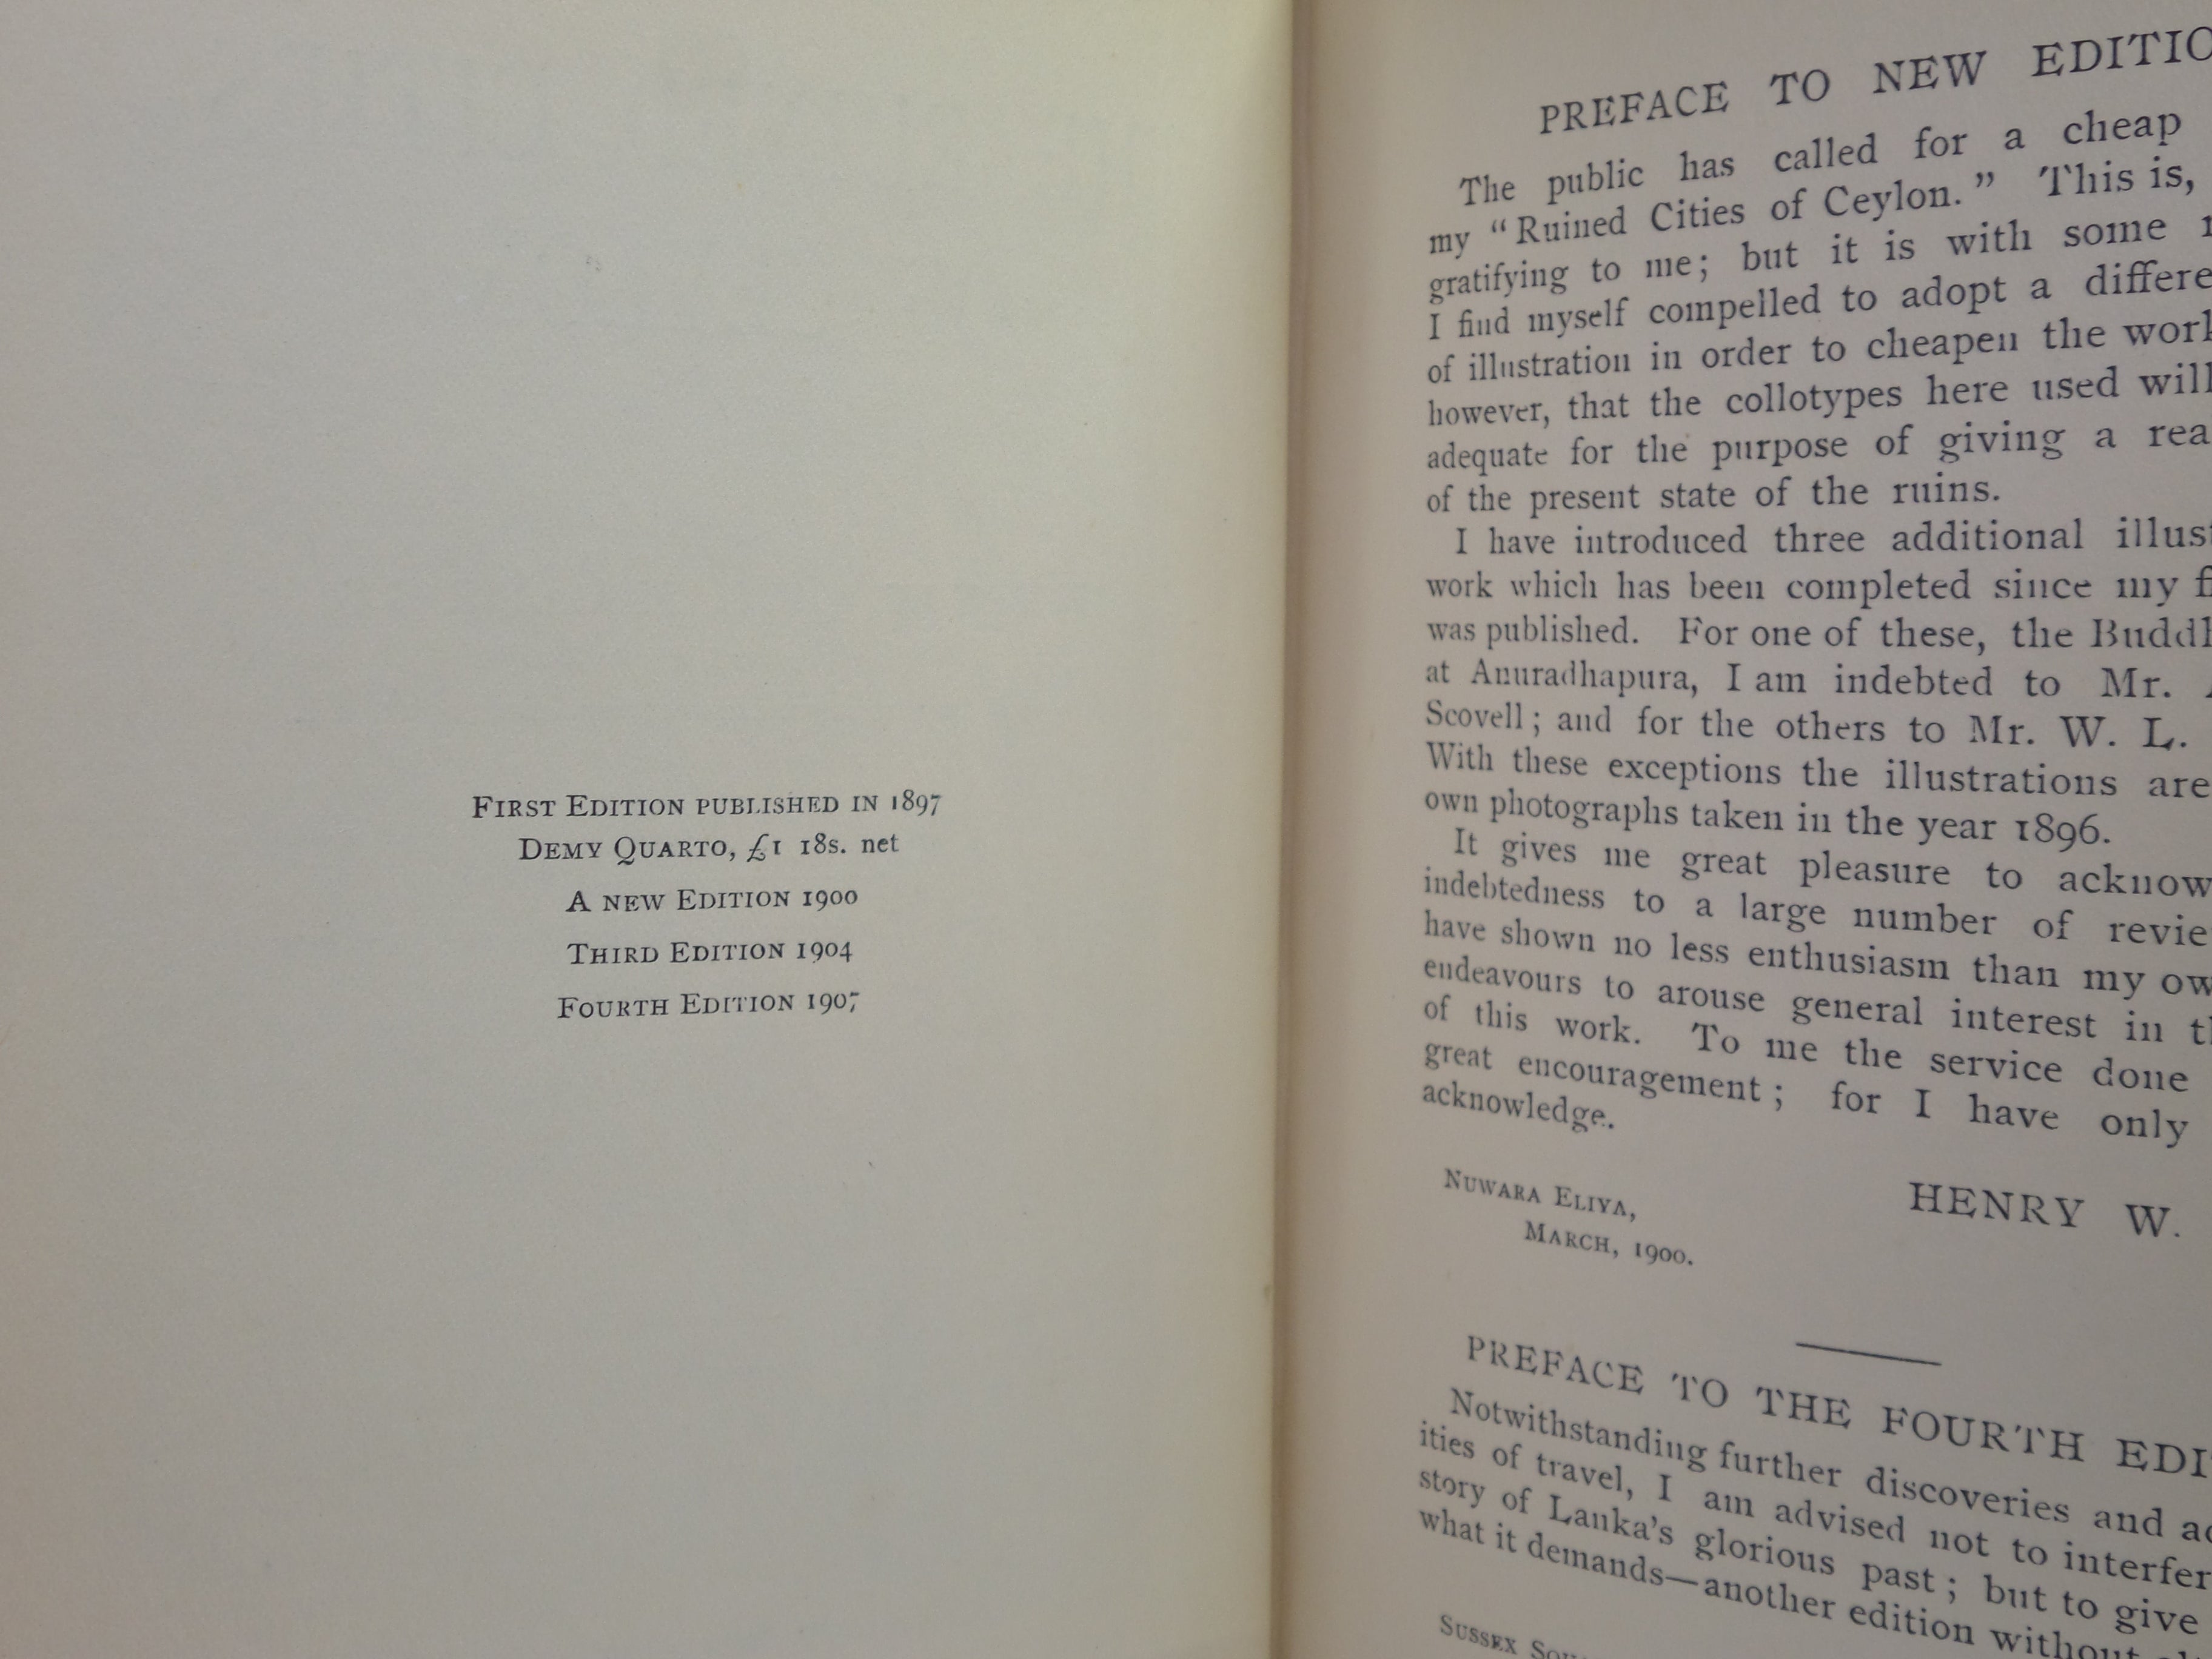 First Edition published in 1897
Demy Quarto, £1 18s. net
A new Edition 1900
Third Edition 1904
Fourth Edition 1907
PREFACE TO NEW EDITIO
The public has called for a cheap
my “Ruined Cities of Ceylon.” This is,
gratifying to me; but it is with some
I find myself compelled to adopt a differe
of illustration in order to cheapen the work
however, that the collotypes here used will
adequate for the purpose of giving a rea
of the present state of the ruins.
I have introduced three additional illust
work which has been completed since my fi
was published. For one of these, the Buddh
at Anuradhapura, I am indebted to Mr.
Scovell; and for the others to Mr. W. L.
With these exceptions the illustrations are
own photographs taken in the year 1896.
It gives me great pleasure to acknow
indebtedness to a large number of revie
have shown no less enthusiasm than my ow
endeavours to arouse general interest in th
of this work. To me the service done
great encouragement; for I have only
acknowledge.
HENRY W.
Nuwara Eliya,
March, 1900.
PREFACE TO THE FOURTH EDI
Notwithstanding further discoveries and ac
ities of travel, I am advised not to interfer
story of Lanka’s glorious past; but to give
what it demands—another edition without
Sussex